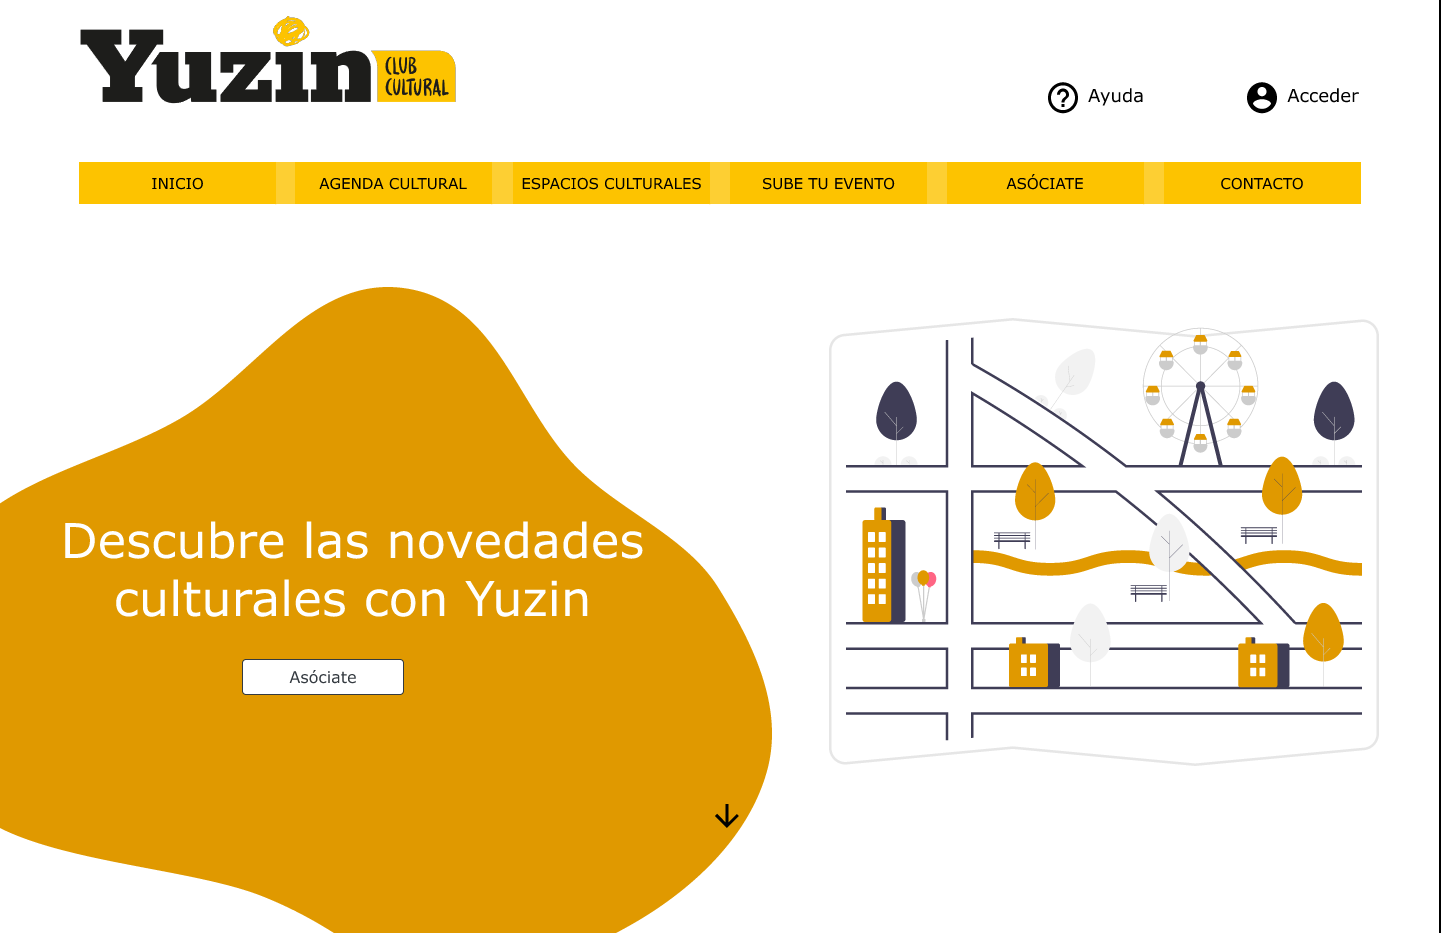 Yuzin
CLUB
CULTURAL
Ayuda
Acceder
INICIO
AGENDA CULTURAL
ESPACIOS CULTURALES
SUBE TU EVENTO
ASÓCIATE
CONTACTO
Descubre las novedades
culturales con Yuzin
Asóciate